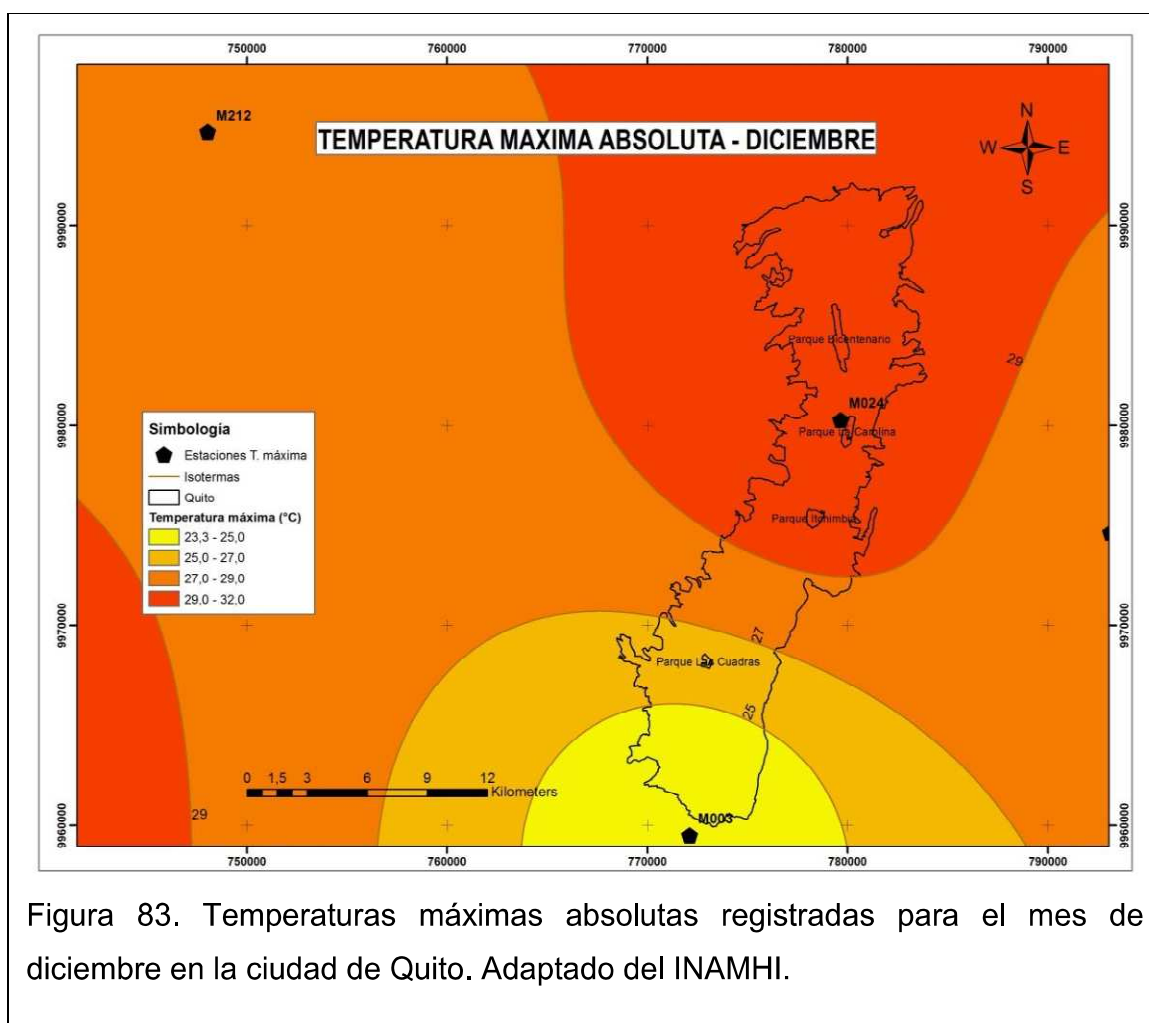 750000 760000 770000 780000 790000
M212
TEMPERATURA MAXIMA ABSOLUTA - DICIEMBRE
N
W E
S
9990000 9990000
Parque Bicentenario
29
M024
9980000 9980000
Parque La Carolina
Simbología
Estaciones T. máxima
Isotermas
Quito
Temperatura máxima (°C)
23,3 - 25,0
25,0 - 27,0
27,0 - 29,0
29,0 - 32,0
Parque Itchimbia
9970000 9970000
27
Parque Las Cuadras
25
0 1,5 3 6 9 12
Kilometers
29
M003
9960000 9960000
750000 760000 770000 780000 790000
Figura 83. Temperaturas máximas absolutas registradas para el mes de
diciembre en la ciudad de Quito. Adaptado del INAMHI.